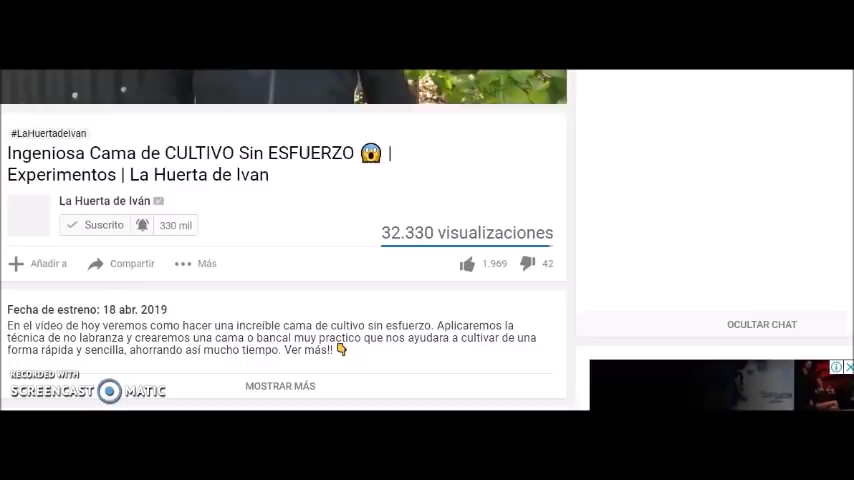 #LaHuertadeIvan
Ingeniosa Cama de CULTIVO Sin ESFUERZO 😱 |
Experimentos | La Huerta de Ivan
La Huerta de Iván
Suscrito 330 mil
32.330 visualizaciones
Añadir a Compartir Más 1.969 42
Fecha de estreno: 18 abr. 2019
En el vídeo de hoy veremos como hacer una increíble cama de cultivo sin esfuerzo. Aplicaremos la
técnica de no labranza y crearemos una cama o bancal muy practico que nos ayudara a cultivar de una
forma rápida y sencilla, ahorrando así mucho tiempo. Ver más!! 👇
MOSTRAR MÁS
RECORDED WITH
SCREENCAST MATIC
OCULTAR CHAT